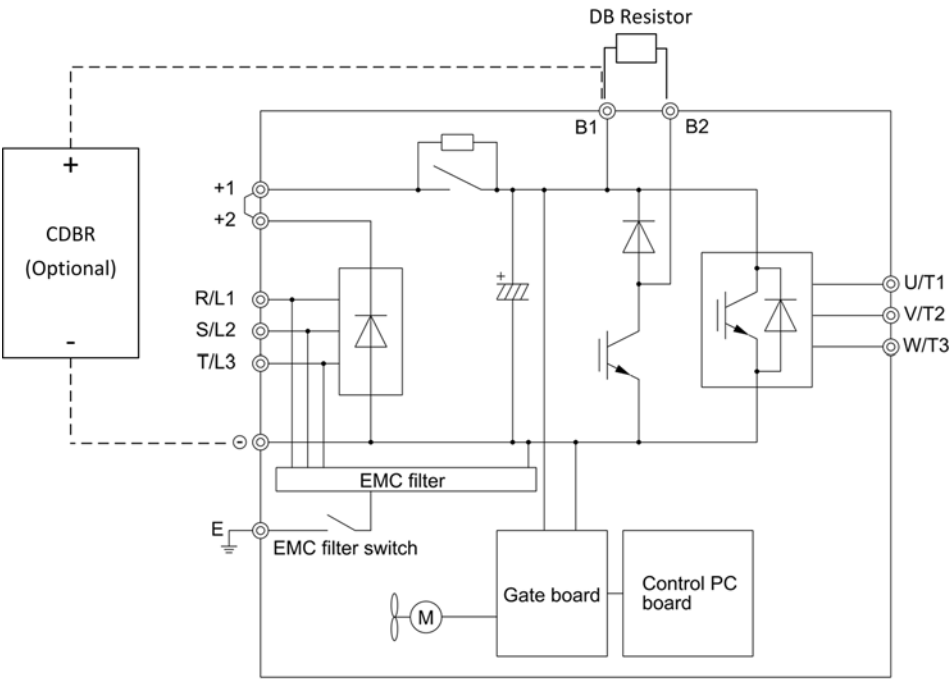 DB Resistor
B1
B2
+
CDBR
(Optional)
-
+1
+2
R/L1
S/L2
T/L3
⊖
+
U/T1
V/T2
W/T3
EMC filter
E
EMC filter switch
Gate board
Control PC
board
M